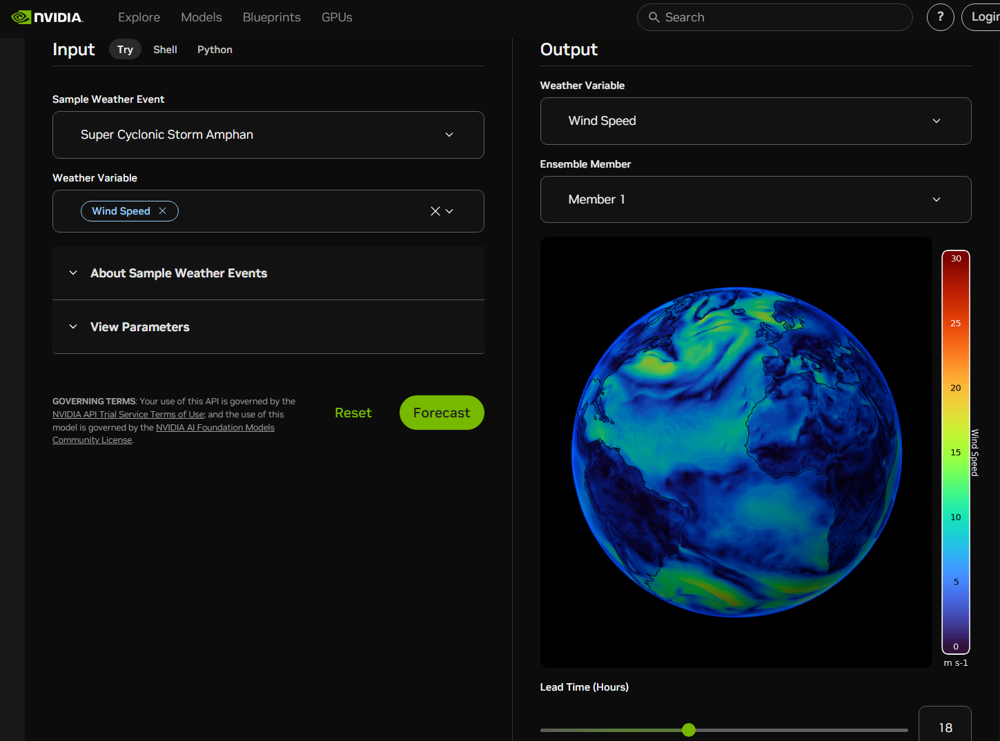 NVIDIA.
Explore Models Blueprints GPUs
Search
?
Login
Input
Try Shell Python
Sample Weather Event
Super Cyclonic Storm Amphan
Weather Variable
Wind Speed
About Sample Weather Events
View Parameters
GOVERNING TERMS: Your use of this API is governed by the
NVIDIA API Trial Service Terms of Use; and the use of this
model is governed by the NVIDIA AI Foundation Models
Community License.
Reset
Forecast
Output
Weather Variable
Wind Speed
Ensemble Member
Member 1
30
25
20
15
10
5
0
Wind Speed
m s-1
Lead Time (Hours)
18